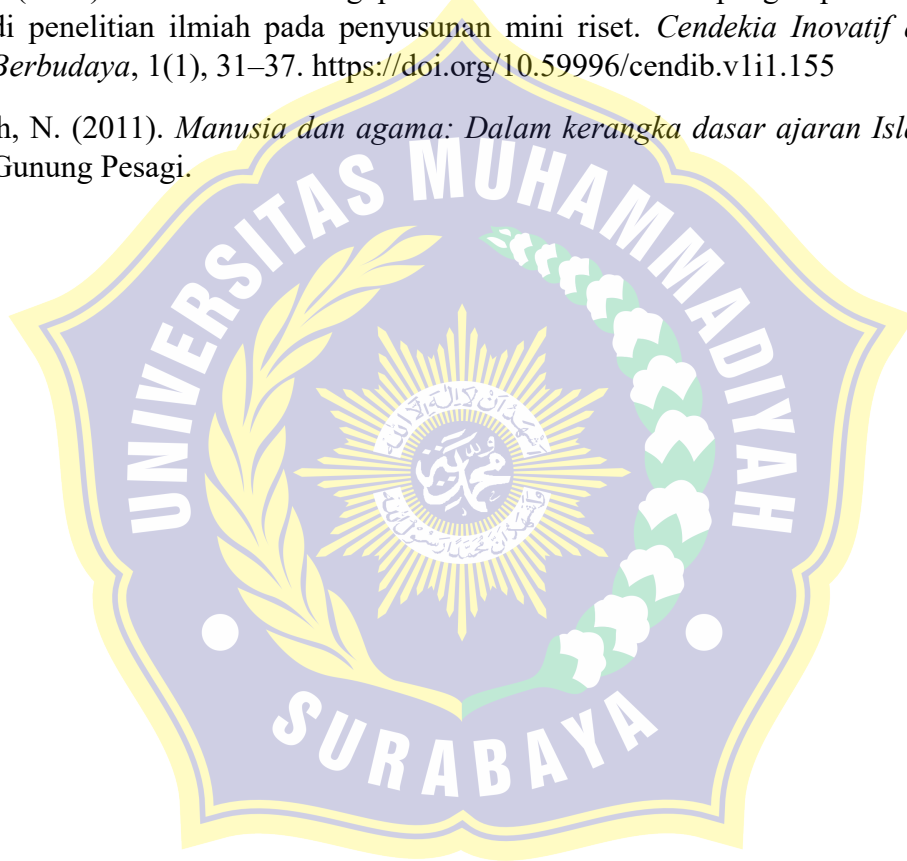 di penelitian ilmiah pada penyusunan mini riset. Cendekia Inovatif
Berbudaya, 1(1), 31–37. https://doi.org/10.59996/cendib.v1i1.155
h, N. (2011). Manusia dan agama: Dalam kerangka dasar ajaran
Gunung Pesagi.
UNIVERSITAS MUHAMMADIYAH
محمد
SURABAYA